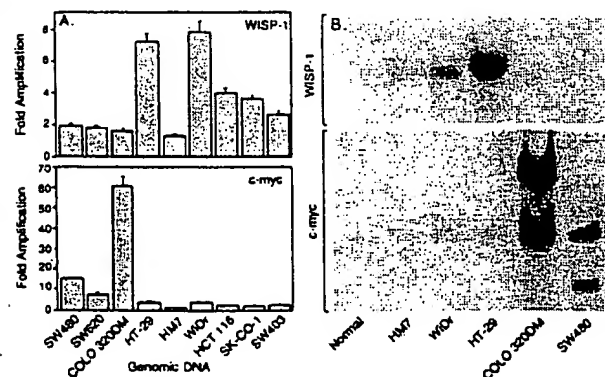 A.
WISP-1
Fold Amplification
8
6
4
2
0
c-myc
Fold Amplification
70
60
50
40
30
20
10
0
SW480
SW620
COLO 320DM
HT-29
HM7
WiDr
HCT 116
SK-CO-1
SW403
Genomic DNA
B.
WISP-1
c-myc
Normal
HM7
WiDr
HT-29
COLO 320DM
SW480